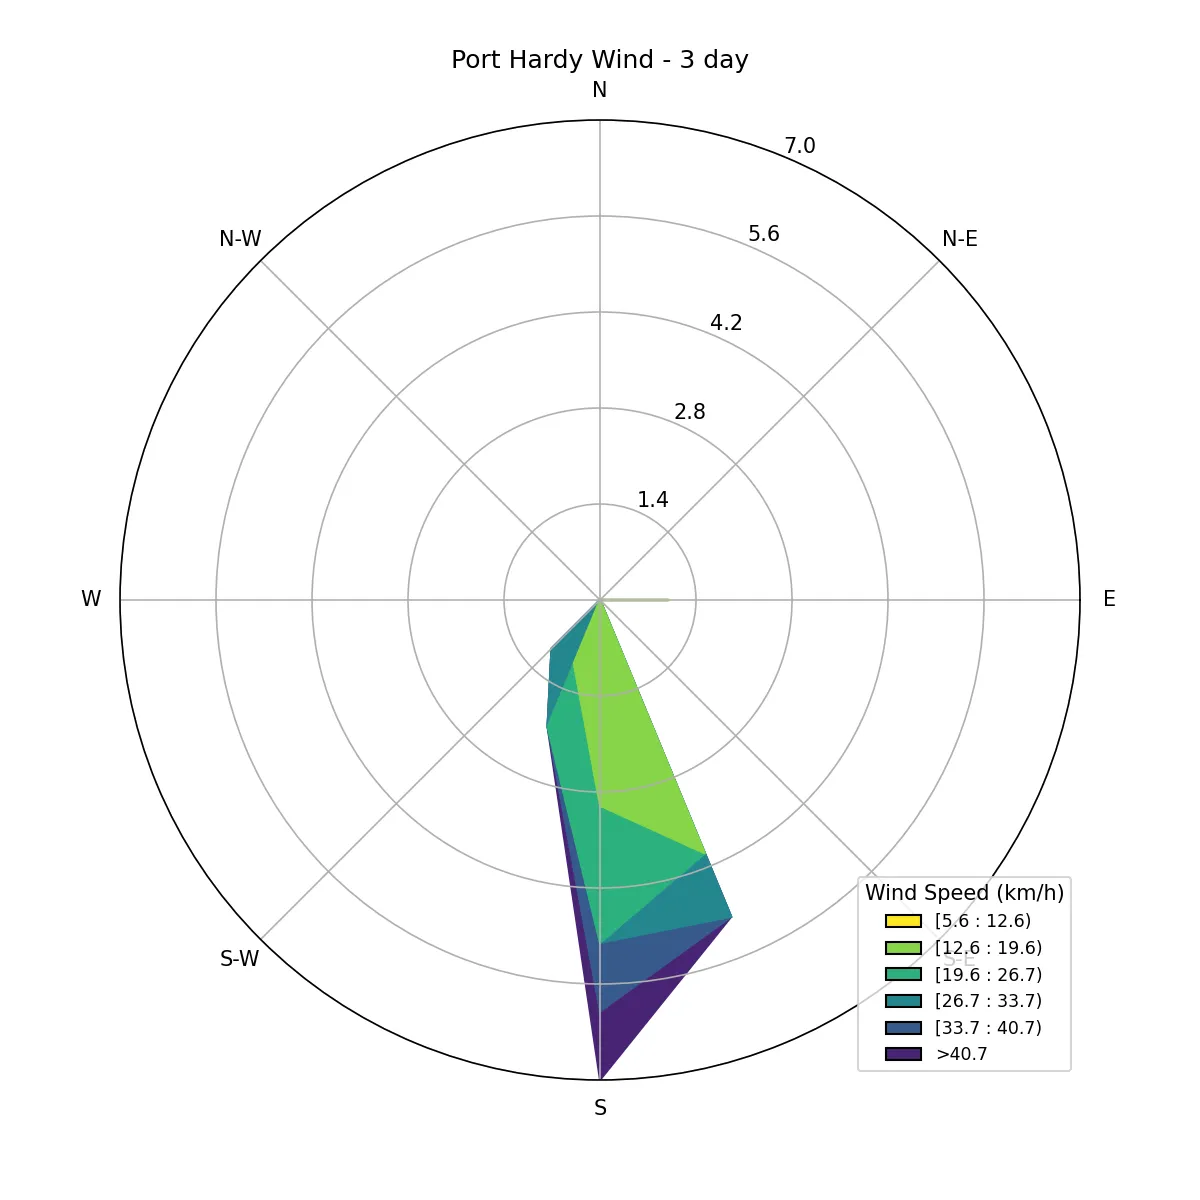 Port Hardy Wind - 3 day
N
7.0
5.6
N-W
N-E
4.2
2.8
1.4
W
E
Wind Speed (km/h)
[5.6 : 12.6)
[12.6 : 19.6)
S-W
S-E
[19.6 : 26.7)
[26.7 : 33.7)
[33.7 : 40.7)
>40.7
S